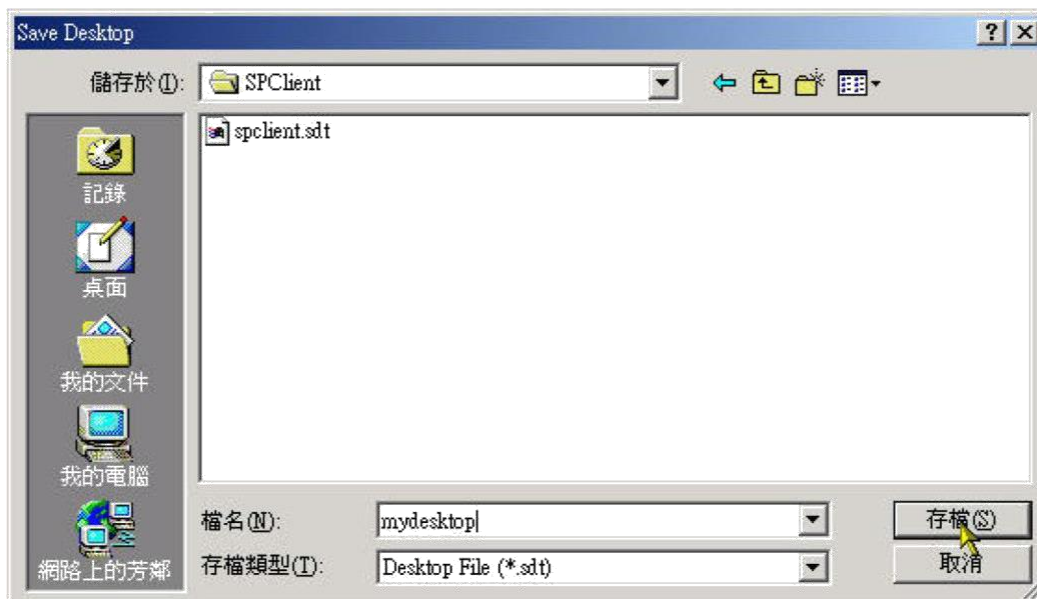 Save Desktop
儲存於(I):
SPClient
spclient.sdt
記錄
桌面
我的文件
我的電腦
網路上的芳鄰
檔名(N):
mydesktop
存檔(S)
存檔類型(T):
Desktop File (*.sdt)
取消